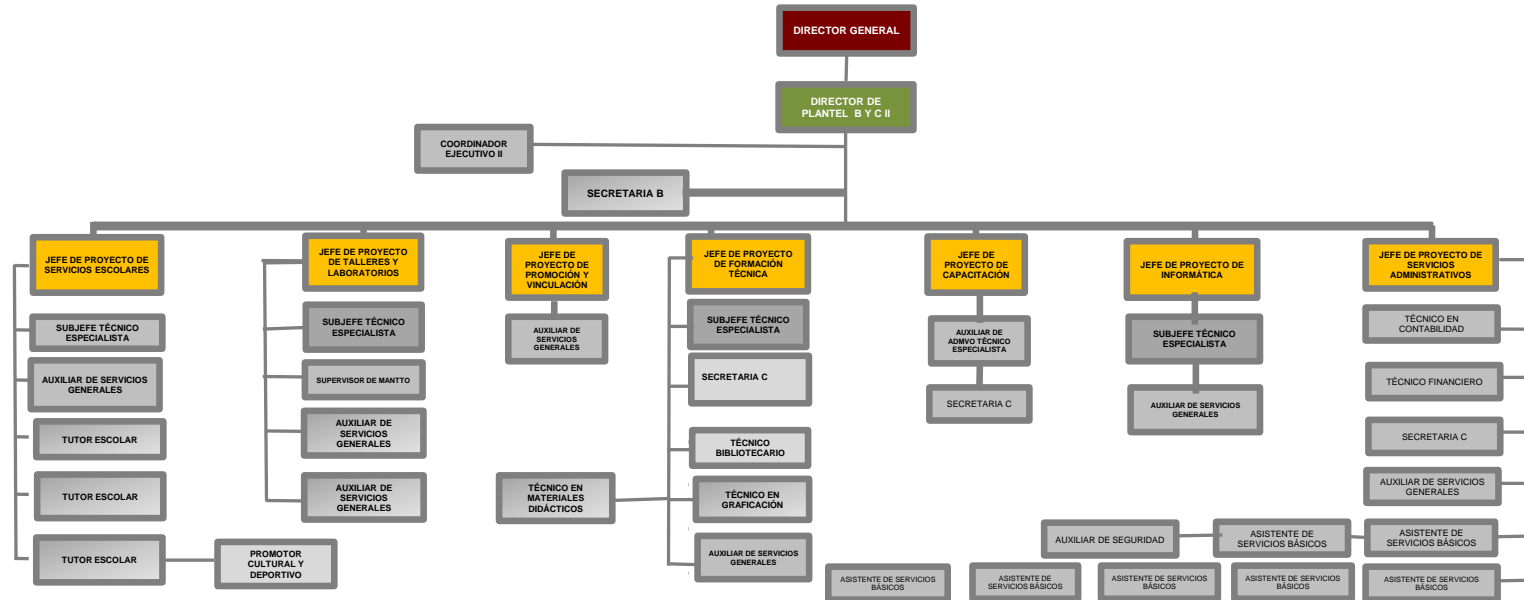 DIRECTOR GENERAL
DIRECTOR DE
PLANTEL B Y C II
COORDINADOR
EJECUTIVO II
SECRETARIA B
JEFE DE PROYECTO DE
SERVICIOS ESCOLARES
SUBJEFE TÉCNICO
ESPECIALISTA
AUXILIAR DE SERVICIOS
GENERALES
TUTOR ESCOLAR
TUTOR ESCOLAR
TUTOR ESCOLAR
PROMOTOR
CULTURAL Y
DEPORTIVO
JEFE DE PROYECTO
DE TALLERES Y
LABORATORIOS
SUBJEFE TÉCNICO
ESPECIALISTA
SUPERVISOR DE MANTTO
AUXILIAR DE
SERVICIOS
GENERALES
AUXILIAR DE
SERVICIOS
GENERALES
JEFE DE
PROYECTO DE
PROMOCIÓN Y
VINCULACIÓN
AUXILIAR DE
SERVICIOS
GENERALES
JEFE DE PROYECTO
DE FORMACIÓN
TÉCNICA
SUBJEFE TÉCNICO
ESPECIALISTA
SECRETARIA C
TÉCNICO
BIBLIOTECARIO
TÉCNICO EN
MATERIALES
DIDÁCTICOS
TÉCNICO EN
GRAFICACIÓN
AUXILIAR DE SERVICIOS
GENERALES
JEFE DE
PROYECTO DE
CAPACITACIÓN
AUXILIAR DE
ADMVO TÉCNICO
ESPECIALISTA
SECRETARIA C
JEFE DE PROYECTO DE
INFORMÁTICA
SUBJEFE TÉCNICO
ESPECIALISTA
AUXILIAR DE SERVICIOS
GENERALES
JEFE DE PROYECTO DE
SERVICIOS
ADMINISTRATIVOS
TÉCNICO EN
CONTABILIDAD
TÉCNICO FINANCIERO
SECRETARIA C
AUXILIAR DE SERVICIOS
GENERALES
AUXILIAR DE SEGURIDAD
ASISTENTE DE
SERVICIOS BÁSICOS
ASISTENTE DE
SERVICIOS BÁSICOS
ASISTENTE DE SERVICIOS
BÁSICOS
ASISTENTE DE
SERVICIOS BÁSICOS
ASISTENTE DE SERVICIOS
BÁSICOS
ASISTENTE DE SERVICIOS
BÁSICOS
ASISTENTE DE SERVICIOS
BÁSICOS